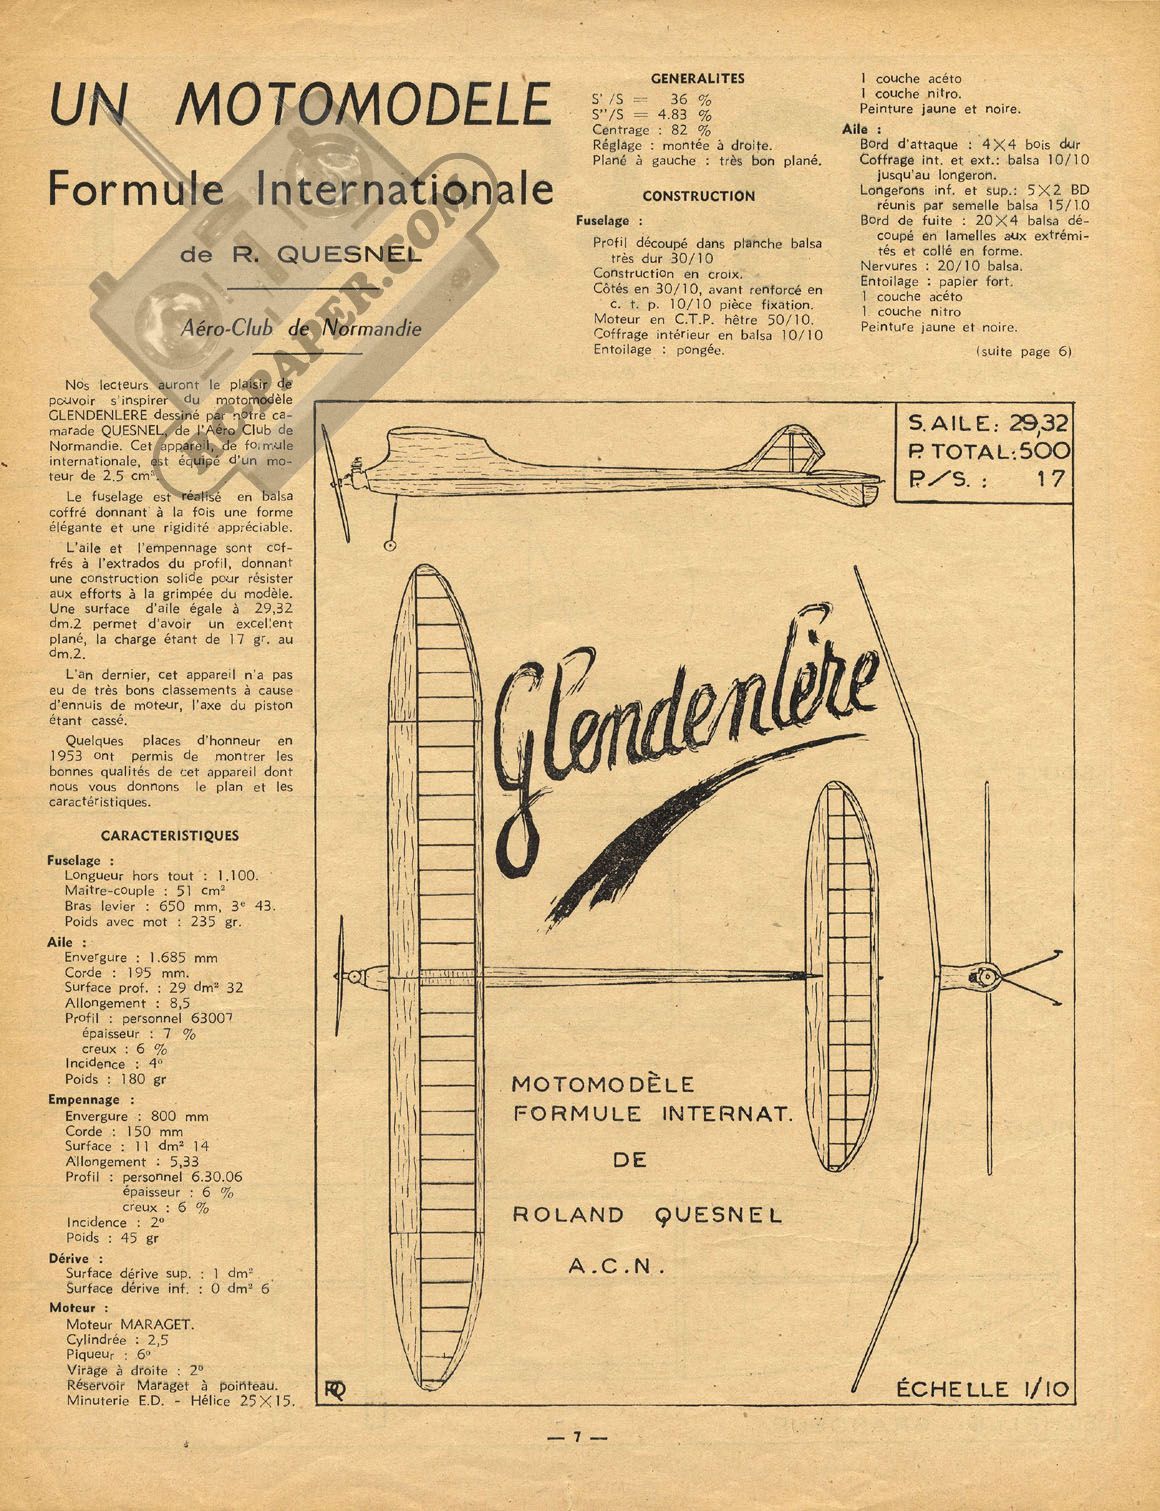 UN MOTOMODELE
Formule Internationale
de R. QUESNEL
Aéro-Club de Normandie
Nos lecteurs auront le plaisir de
pouvoir s'inspirer du motomodèle
GLENDENLERE dessiné par notre ca-
marade QUESNEL, de l'Aéro Club de
Normandie. Cet appareil, de formule
internationale, est équipé d'un mo-
teur de 2.5 cm³.
Le fuselage est réalisé en balsa
coffré donnant à la fois une forme
élégante et une rigidité appréciable.
L'aile et l'empennage sont cof-
frés à l'extrados du profil, donnant
une construction solide pour résister
aux efforts à la grimpée du modèle.
Une surface d'aile égale à 29,32
dm.2 permet d'avoir un excellent
plané, la charge étant de 17 gr. au
dm.2.
L'an dernier, cet appareil n'a pas
eu de très bons classements à cause
d'ennuis de moteur, l'axe du piston
étant cassé.
Quelques places d'honneur en
1953 ont permis de montrer les
bonnes qualités de cet appareil dont
nous vous donnons le plan et les
caractéristiques.
CARACTERISTIQUES
Fuselage :
Longueur hors tout : 1.100.
Maître-couple : 51 cm²
Bras levier : 650 mm, 3e 43.
Poids avec mot : 235 gr.
Aile :
Envergure : 1.685 mm
Corde : 195 mm.
Surface prof. : 29 dm² 32
Allongement : 8,5
Profil : personnel 63007
épaisseur : 7 %
creux : 6 %
Incidence : 4°
Poids : 180 gr
Empennage :
Envergure : 800 mm
Corde : 150 mm
Surface : 11 dm² 14
Allongement : 5,33
Profil : personnel 6.30.06
épaisseur : 6 %
creux : 6 %
Incidence : 2°
Poids : 45 gr
Dérive :
Surface dérive sup. : 1 dm²
Surface dérive inf. : 0 dm² 6
Moteur :
Moteur MARAGET.
Cylindrée : 2,5
Piqueur : 6°
Virage à droite : 2°
Réservoir Maraget à pointeau.
Minuterie E.D. - Hélice 25×15.
GENERALITES
S'/S = 36 %
S"/S = 4.83 %
Centrage : 82 %
Réglage : montée à droite.
Plané à gauche : très bon plané.
CONSTRUCTION
Fuselage :
Profil découpé dans planche balsa
très dur 30/10
Construction en croix.
Côtés en 30/10, avant renforcé en
c. t. p. 10/10 pièce fixation.
Moteur en C.T.P. hêtre 50/10.
Coffrage intérieur en balsa 10/10
Entoilage : pongée.
1 couche acéto
1 couche nitro.
Peinture jaune et noire.
Aile :
Bord d'attaque : 4×4 bois dur
Coffrage int. et ext.: balsa 10/10
jusqu'au longeron.
Longerons inf. et sup.: 5×2 BD
réunis par semelle balsa 15/10
Bord de fuite : 20×4 balsa dé-
coupé en lamelles aux extrémi-
tés et collé en forme.
Nervures : 20/10 balsa.
Entoilage : papier fort.
1 couche acéto
1 couche nitro
Peinture jaune et noire.
(suite page 6)
S. AILE: 29,32
P. TOTAL: 500
P./S. : 17
Glendenlère
MOTOMODÈLE
FORMULE INTERNAT.
DE
ROLAND QUESNEL
A.C.N.
RQ
ÉCHELLE 1/10
— 7 —
RCPAPER.COM